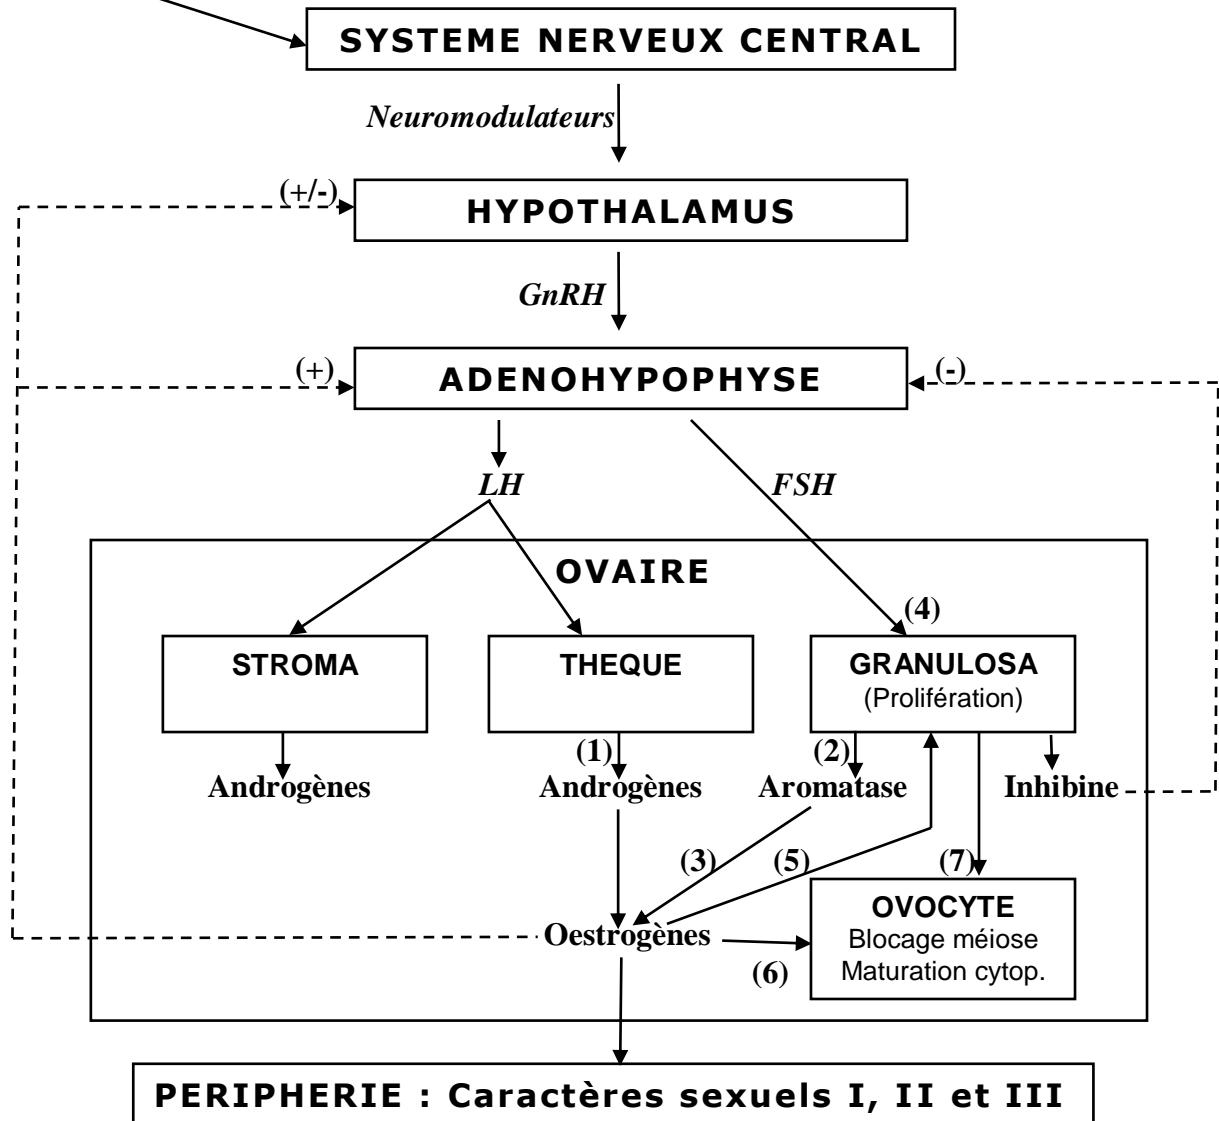 SYSTEME NERVEUX CENTRAL
Neuromodulateurs
(+/-)
HYPOTHALAMUS
GnRH
(+)
ADENOHYPOPHYSE
(-)
LH
FSH
OVAIRE
(4)
STROMA
THEQUE
GRANULOSA
(Prolifération)
(1)
(2)
Androgènes
Androgènes
Aromatase
Inhibine
(3)
(5)
(7)
OVOCYTE
Blocage méiose
Maturation cytop.
Oestrogènes
(6)
PERIPHERIE : Caractères sexuels I, II et III